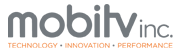 mobitv inc.
TECHNOLOGY • INNOVATION • PERFORMANCE